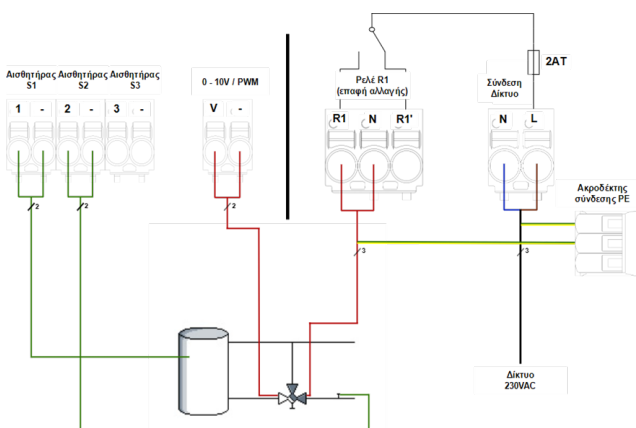 Αισθητήρας Αισθητήρας Αισθητήρας
S1 S2 S3
0 - 10V / PWM
Ρελέ R1
(επαφή αλλαγής)
2AT
Σύνδεση
Δίκτυο
1 - 2 - 3 -
V -
R1 N R1'
N L
Ακροδέκτης
σύνδεσης PE
2 2 2
3 3
Δίκτυο
230VAC